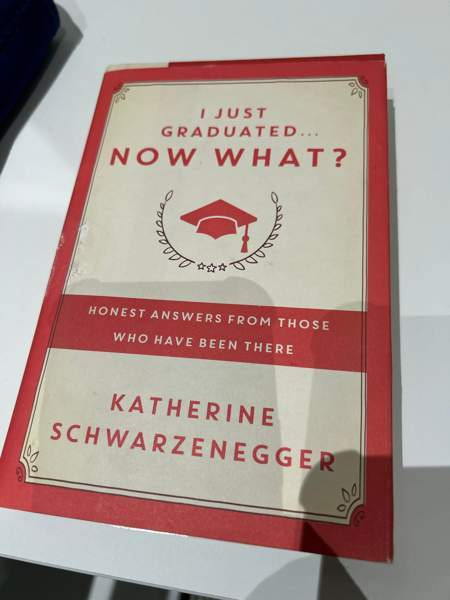 I JUST
GRADUATED...
NOW WHAT?
HONEST ANSWERS FROM THOSE
WHO HAVE BEEN THERE
KATHERINE
SCHWARZENEGGER